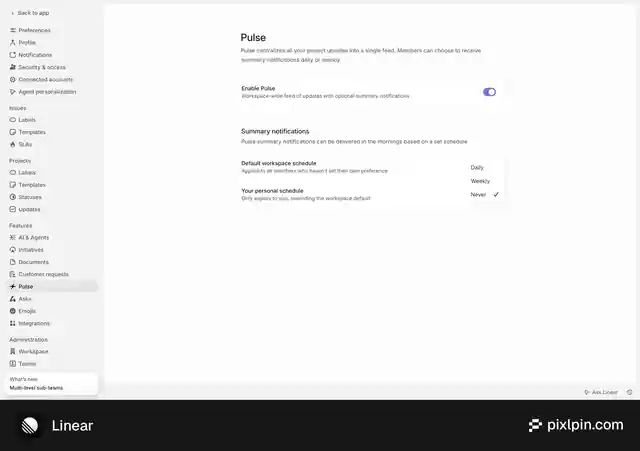 Back to app
Preferences
Profile
Notifications
Security & access
Connected accounts
Agent personalization
Issues
Labels
Templates
SLAs
Projects
Labels
Templates
Statuses
Updates
Features
AI & Agents
Initiatives
Documents
Customer requests
Pulse
Asks
Emojis
Integrations
Administration
Workspace
Teams
What's new
Multi-level sub-teams
Pulse
Pulse centralizes all your project updates into a single feed. Members can choose to receive
summary notifications daily or weekly.
Enable Pulse
Workspace-wide feed of updates with optional summary notifications
Summary notifications
Pulse summary notifications can be delivered in the mornings based on a set schedule
Default workspace schedule
Applies to all members who haven't set their own preference
Your personal schedule
Only applies to you, overriding the workspace default
Daily
Weekly
Never
Ask Linear
Linear
pixlpin.com